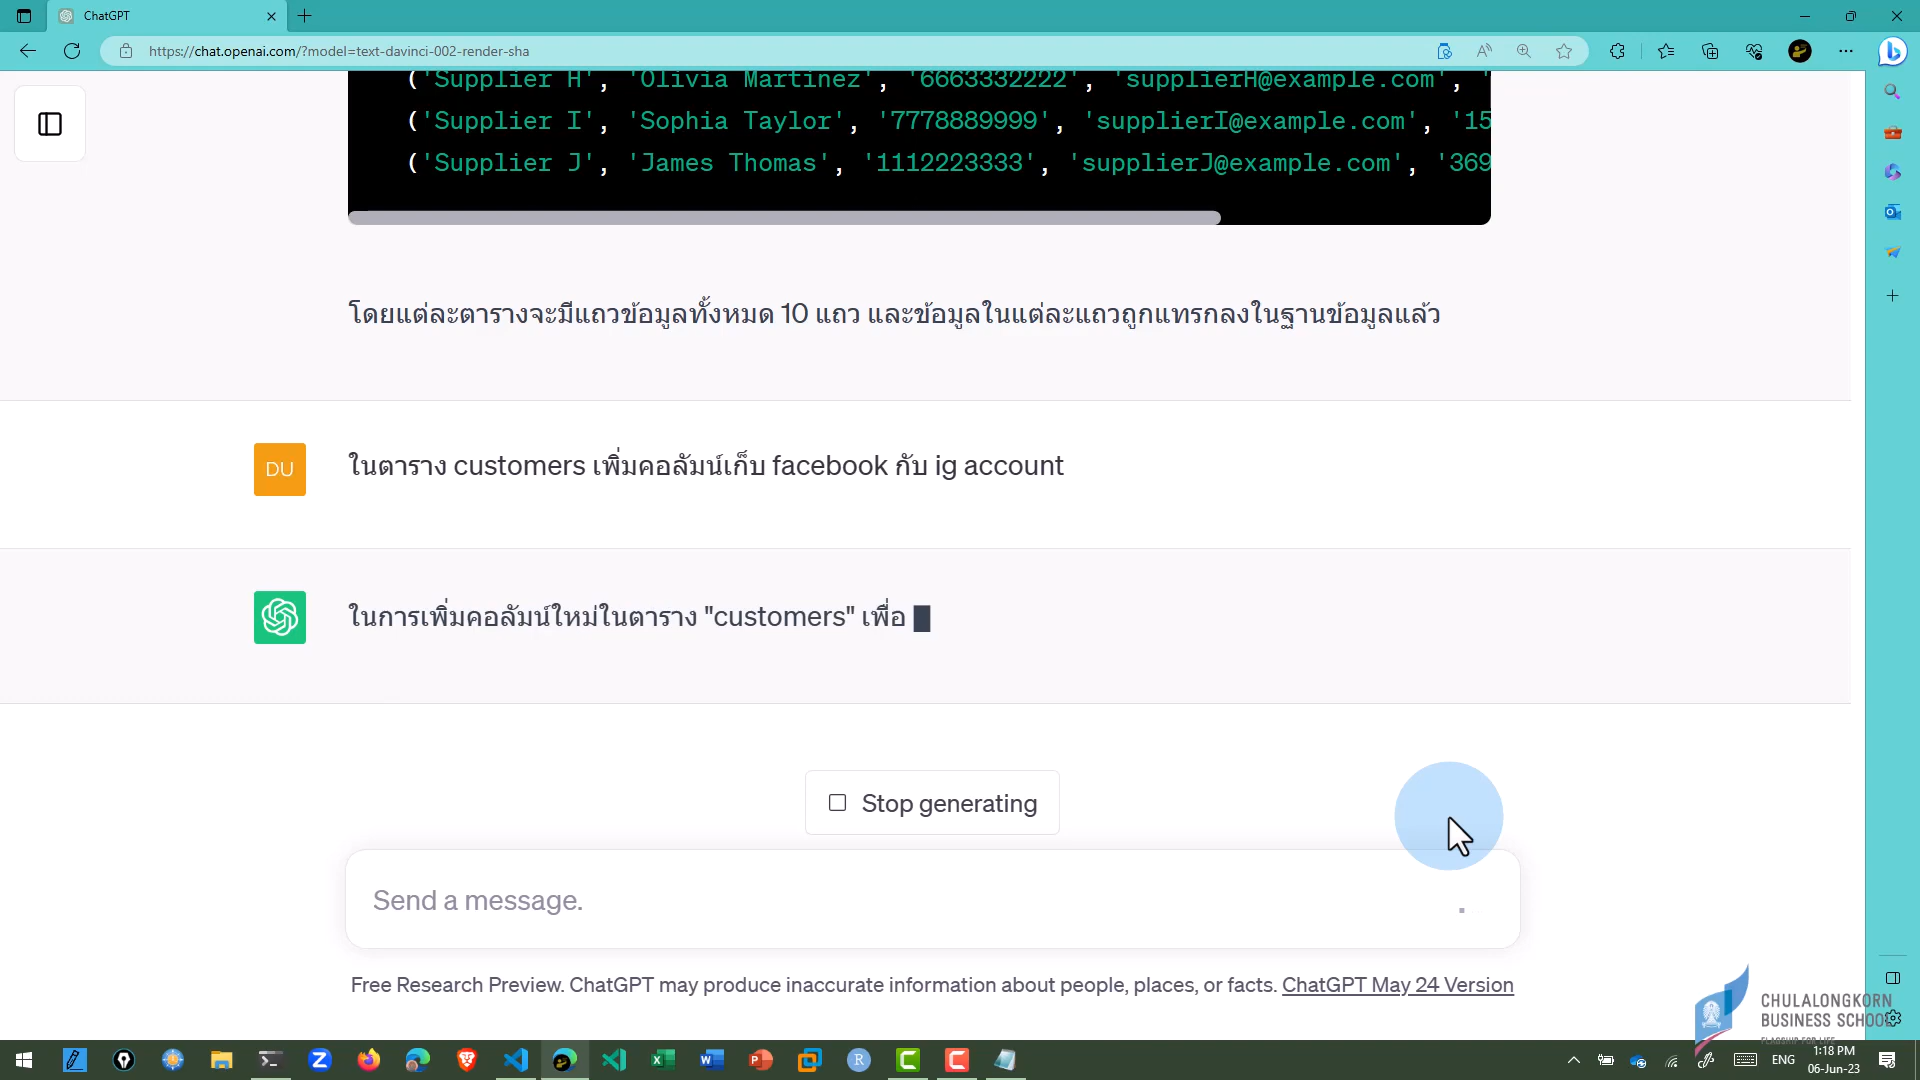 ChatGPT
https://chat.openai.com/?model=text-davinci-002-render-sha
('Supplier H', 'Olivia Martinez', '6663332222', 'supplierH@example.com',
('Supplier I', 'Sophia Taylor', '7778889999', 'supplierI@example.com', '15
('Supplier J', 'James Thomas', '1112223333', 'supplierJ@example.com', '369
โดยแต่ละตารางจะมีแถวข้อมูลทั้งหมด 10 แถว และข้อมูลในแต่ละแถวถูกแทรกลงในฐานข้อมูลแล้ว
DU
ในตาราง customers เพิ่มคอลัมน์เก็บ facebook กับ ig account
ในการเพิ่มคอลัมน์ใหม่ในตาราง "customers" เพื่อ
Stop generating
Send a message.
Free Research Preview. ChatGPT may produce inaccurate information about people, places, or facts. ChatGPT May 24 Version
CHULALONGKORN
BUSINESS SCHOOL
FLAGSHIP FOR LIFE
ENG
1:18 PM
06-Jun-23